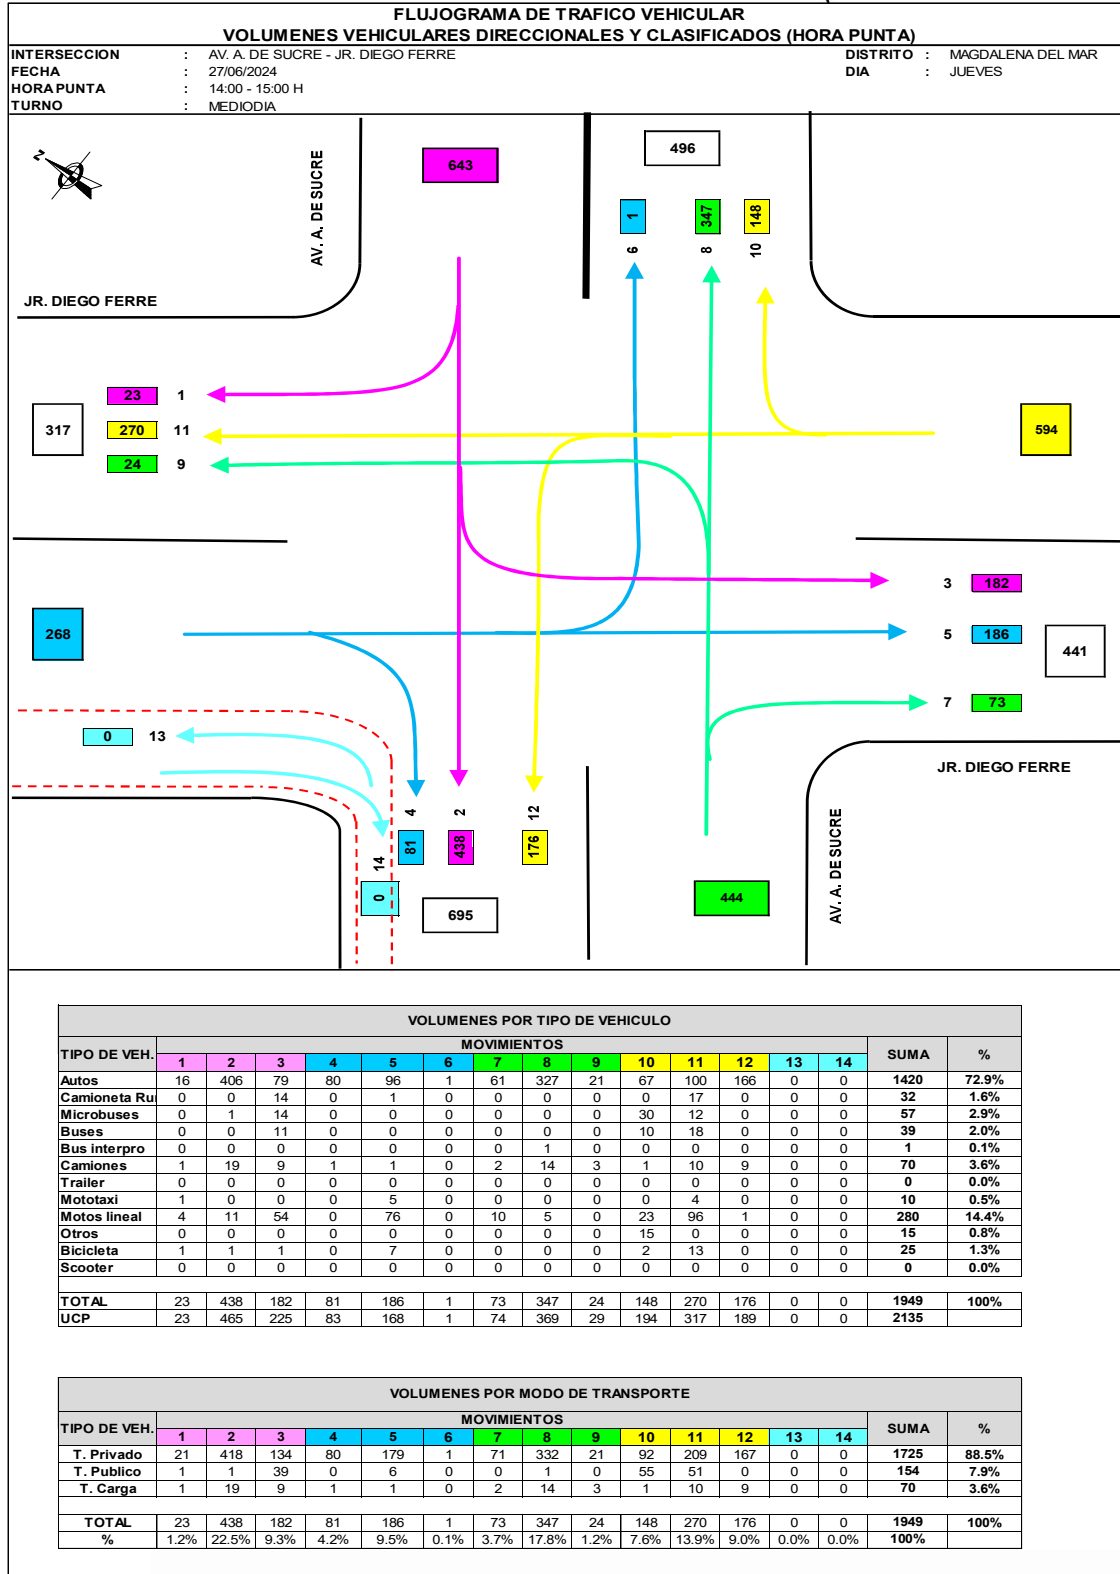 FLUJOGRAMA DE TRAFICO VEHICULAR
VOLUMENES VEHICULARES DIRECCIONALES Y CLASIFICADOS (HORA PUNTA)
INTERSECCION : AV. A. DE SUCRE - JR. DIEGO FERRE DISTRITO : MAGDALENA DEL MAR
FECHA : 27/06/2024 DIA : JUEVES
HORA PUNTA : 14:00 - 15:00 H
TURNO : MEDIODIA
Z
AV. A. DE SUCRE
643
496
1 347 148
6 8 10
JR. DIEGO FERRE
23 1
317 270 11
24 9
594
3 182
268
5 186
441
7 73
0 13
JR. DIEGO FERRE
4 2 12
81 438 176
14
0
695
444
AV. A. DE SUCRE
VOLUMENES POR TIPO DE VEHICULO
TIPO DE VEH. MOVIMIENTOS SUMA %
1 2 3 4 5 6 7 8 9 10 11 12 13 14
Autos 16 406 79 80 96 1 61 327 21 67 100 166 0 0 1420 72.9%
Camioneta Ru 0 0 14 0 1 0 0 0 0 0 17 0 0 0 32 1.6%
Microbuses 0 1 14 0 0 0 0 0 0 30 12 0 0 0 57 2.9%
Buses 0 0 11 0 0 0 0 0 0 10 18 0 0 0 39 2.0%
Bus interpro 0 0 0 0 0 0 0 1 0 0 0 0 0 0 1 0.1%
Camiones 1 19 9 1 1 0 2 14 3 1 10 9 0 0 70 3.6%
Trailer 0 0 0 0 0 0 0 0 0 0 0 0 0 0 0 0.0%
Mototaxi 1 0 0 0 5 0 0 0 0 0 4 0 0 0 10 0.5%
Motos lineal 4 11 54 0 76 0 10 5 0 23 96 1 0 0 280 14.4%
Otros 0 0 0 0 0 0 0 0 0 15 0 0 0 0 15 0.8%
Bicicleta 1 1 1 0 7 0 0 0 0 2 13 0 0 0 25 1.3%
Scooter 0 0 0 0 0 0 0 0 0 0 0 0 0 0 0 0.0%
TOTAL 23 438 182 81 186 1 73 347 24 148 270 176 0 0 1949 100%
UCP 23 465 225 83 168 1 74 369 29 194 317 189 0 0 2135
VOLUMENES POR MODO DE TRANSPORTE
TIPO DE VEH. MOVIMIENTOS SUMA %
1 2 3 4 5 6 7 8 9 10 11 12 13 14
T. Privado 21 418 134 80 179 1 71 332 21 92 209 167 0 0 1725 88.5%
T. Publico 1 1 39 0 6 0 0 1 0 55 51 0 0 0 154 7.9%
T. Carga 1 19 9 1 1 0 2 14 3 1 10 9 0 0 70 3.6%
TOTAL 23 438 182 81 186 1 73 347 24 148 270 176 0 0 1949 100%
% 1.2% 22.5% 9.3% 4.2% 9.5% 0.1% 3.7% 17.8% 1.2% 7.6% 13.9% 9.0% 0.0% 0.0% 100%